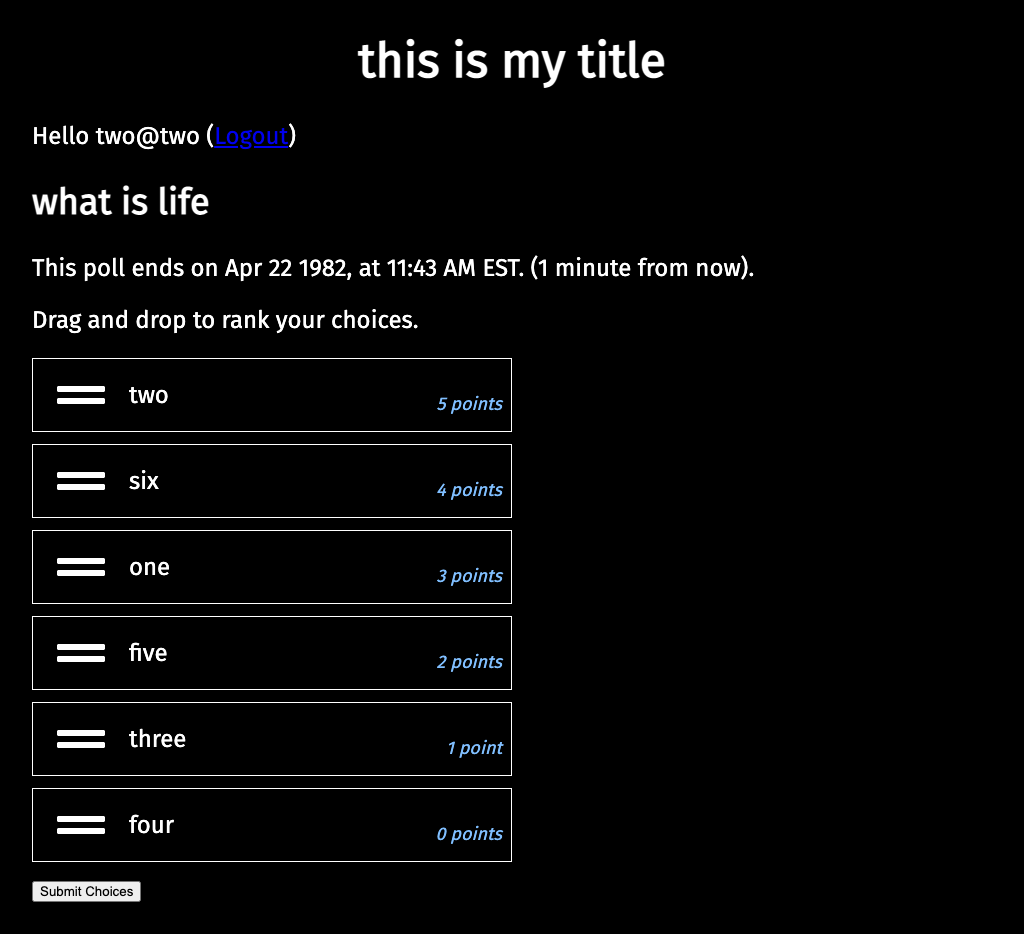 this is my title
Hello two@two (Logout)
what is life
This poll ends on Apr 22 1982, at 11:43 AM EST. (1 minute from now).
Drag and drop to rank your choices.
two 5 points
six 4 points
one 3 points
five 2 points
three 1 point
four 0 points
Submit Choices